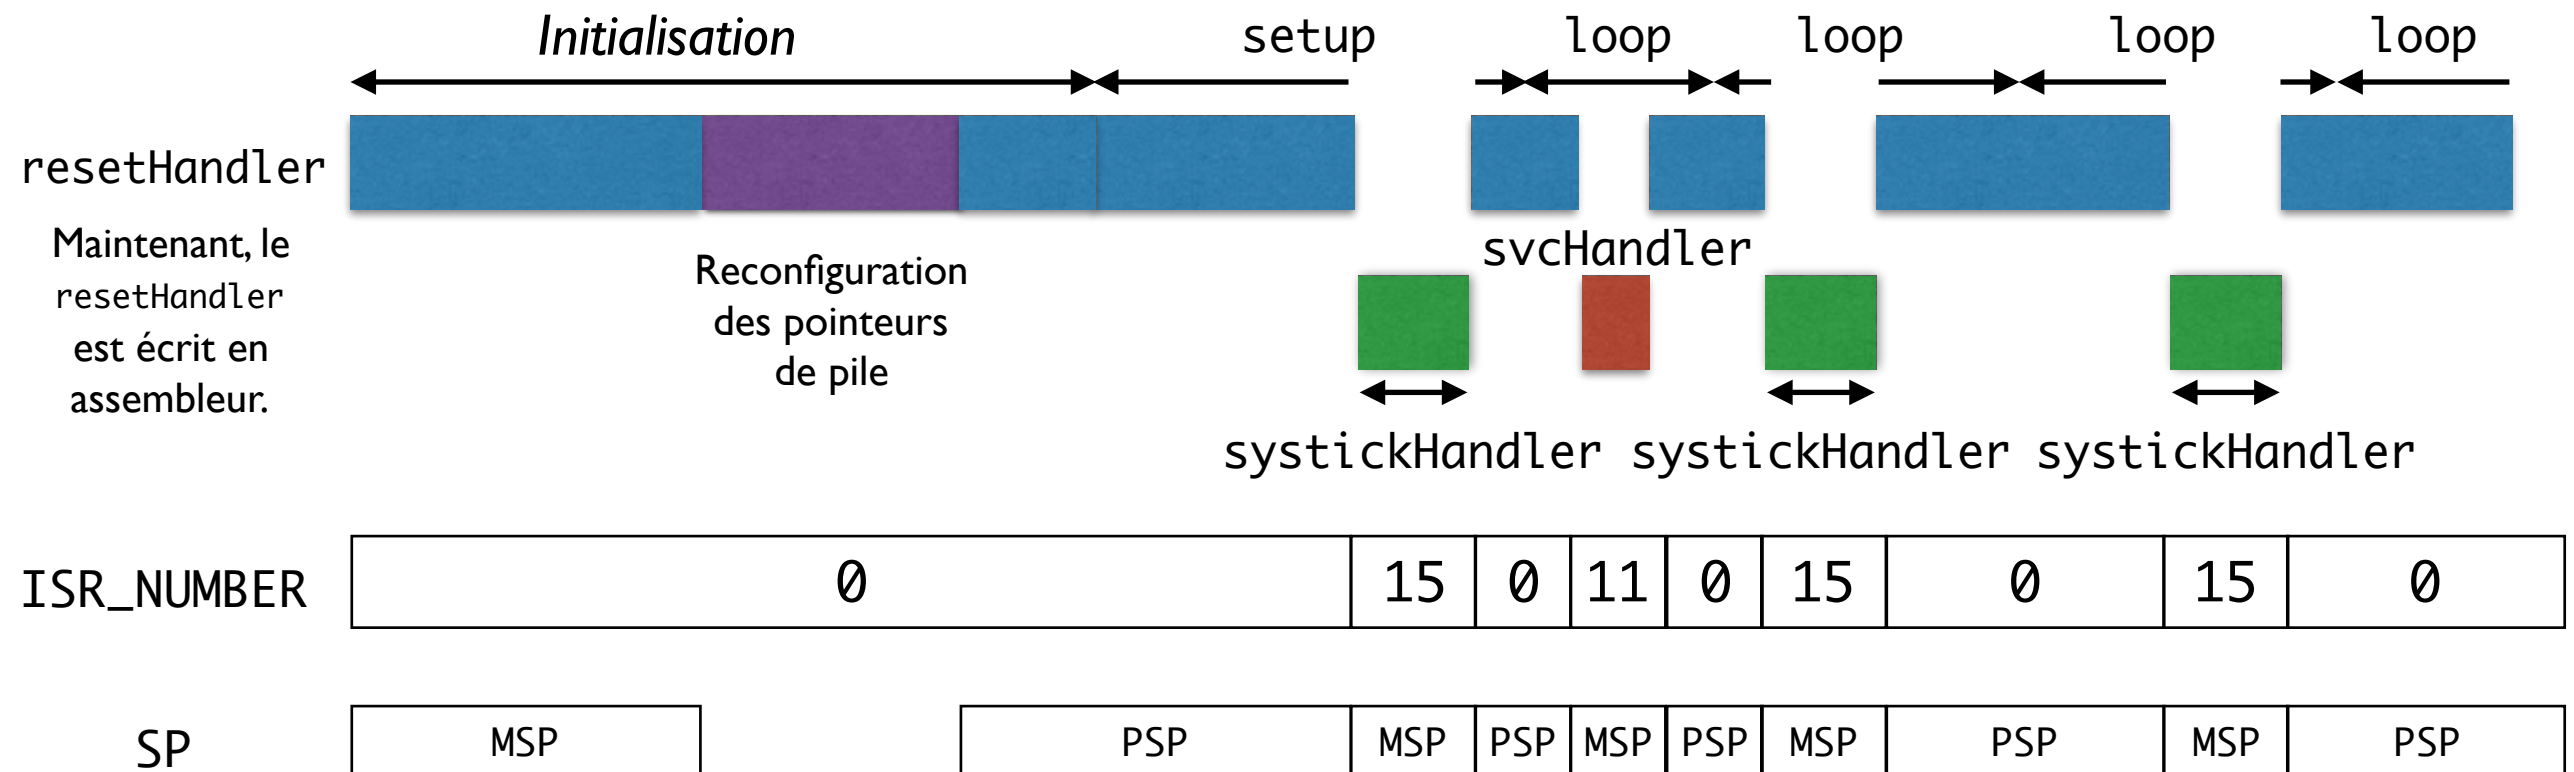 Initialisation
setup
loop
loop
loop
loop
resetHandler
Maintenant, le
resetHandler
est écrit en
assembleur.
Reconfiguration
des pointeurs
de pile
svcHandler
systickHandler
systickHandler
systickHandler
ISR_NUMBER
0
15
0
11
0
15
0
15
0
SP
MSP
PSP
MSP
PSP
MSP
PSP
MSP
PSP
MSP
PSP